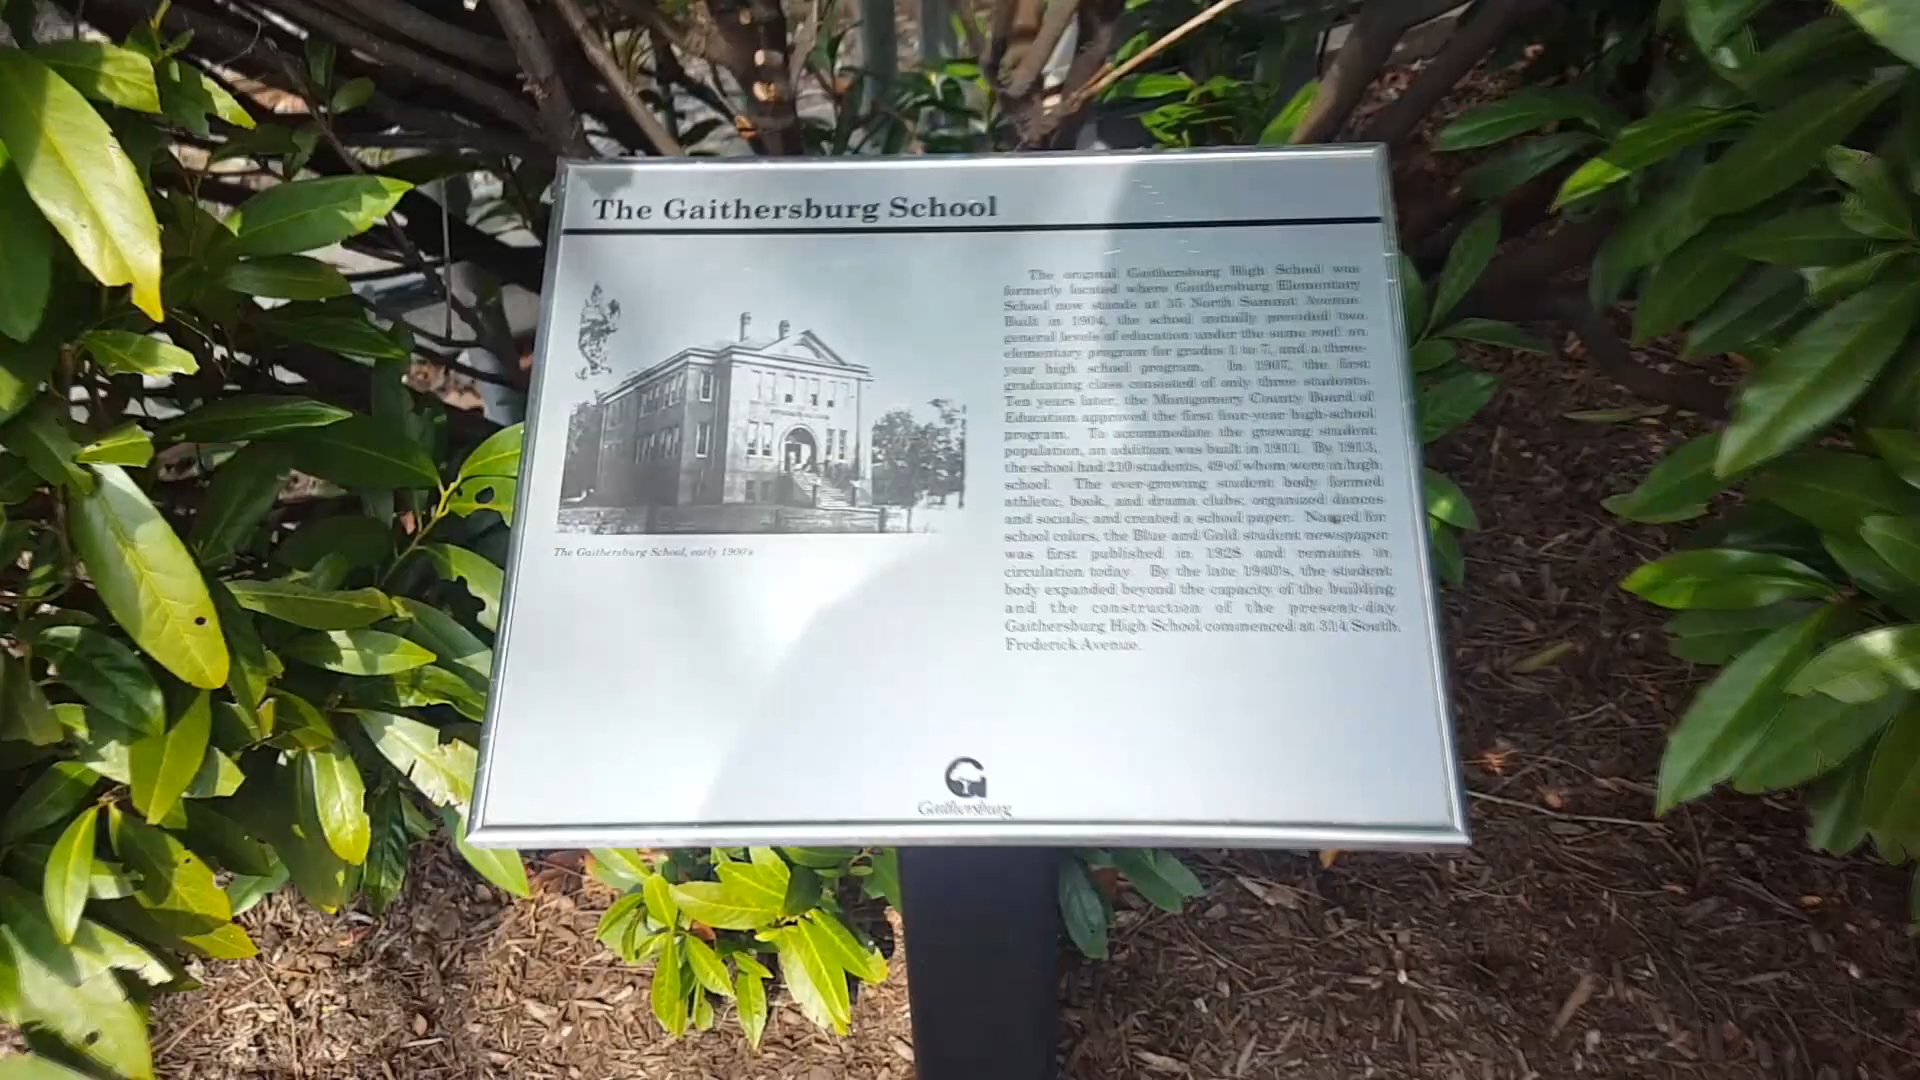 The Gaithersburg School
The original Gaithersburg High School was
formerly located where Gaithersburg Elementary
School now stands at 35 North Summit Avenue.
Built in 1904, the school initially provided two
general levels of education under the same roof: an
elementary program for grades 1 to 7, and a three-
year high school program. In 1907, the first
graduating class consisted of only three students.
Ten years later, the Montgomery County Board of
Education approved the first four-year high-school
program. To accommodate the growing student
population, an addition was built in 1911. By 1913,
the school had 210 students, 49 of whom were in high
school. The ever-growing student body formed
athletic, book, and drama clubs; organized dances
and socials; and created a school paper. Named for
school colors, the Blue and Gold student newspaper
was first published in 1928 and remains in
circulation today. By the late 1940's, the student
body expanded beyond the capacity of the building
and the construction of the present-day
Gaithersburg High School commenced at 314 South
Frederick Avenue.
The Gaithersburg School, early 1900's
Gaithersburg